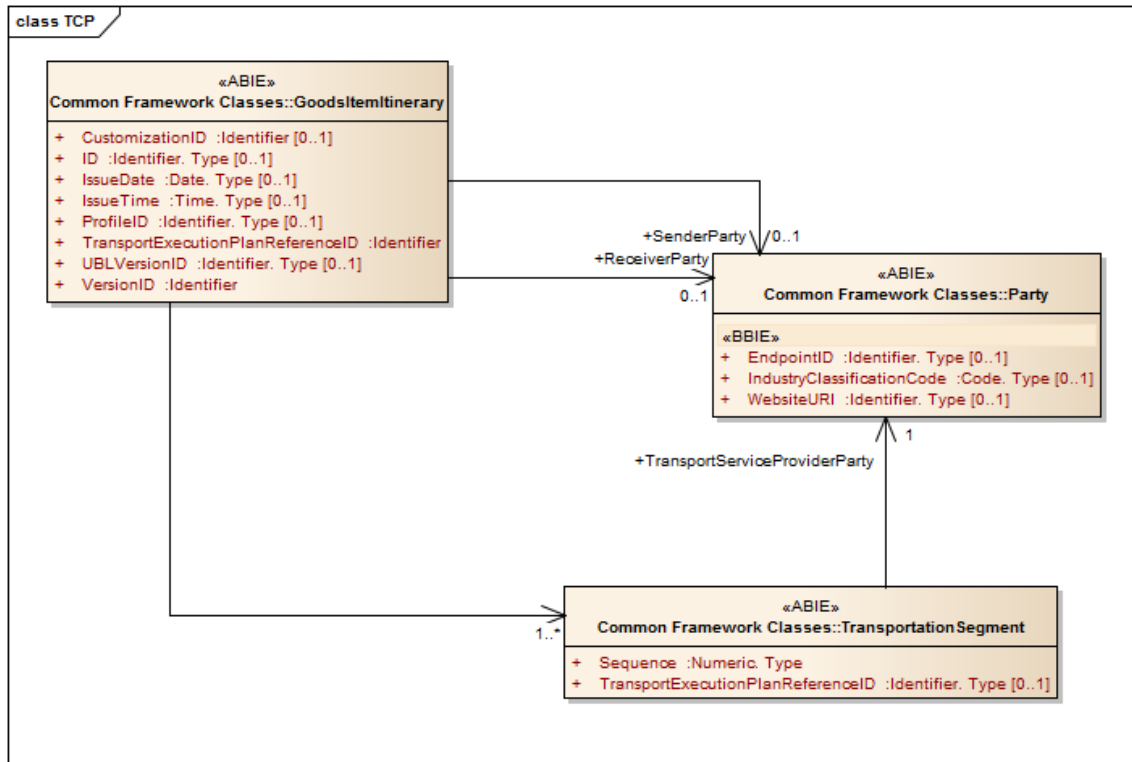 class TCP
«ABIE»
Common Framework Classes::GoodsItemItinerary
+ CustomizationID :Identifier [0..1]
+ ID :Identifier. Type [0..1]
+ IssueDate :Date. Type [0..1]
+ IssueTime :Time. Type [0..1]
+ ProfileID :Identifier. Type [0..1]
+ TransportExecutionPlanReferenceID :Identifier
+ UBLVersionID :Identifier. Type [0..1]
+ VersionID :Identifier
+SenderParty
0..1
+ReceiverParty
0..1
«ABIE»
Common Framework Classes::Party
«BBIE»
+ EndpointID :Identifier. Type [0..1]
+ IndustryClassificationCode :Code. Type [0..1]
+ WebsiteURI :Identifier. Type [0..1]
1
+TransportServiceProviderParty
1..*
«ABIE»
Common Framework Classes::TransportationSegment
+ Sequence :Numeric. Type
+ TransportExecutionPlanReferenceID :Identifier. Type [0..1]